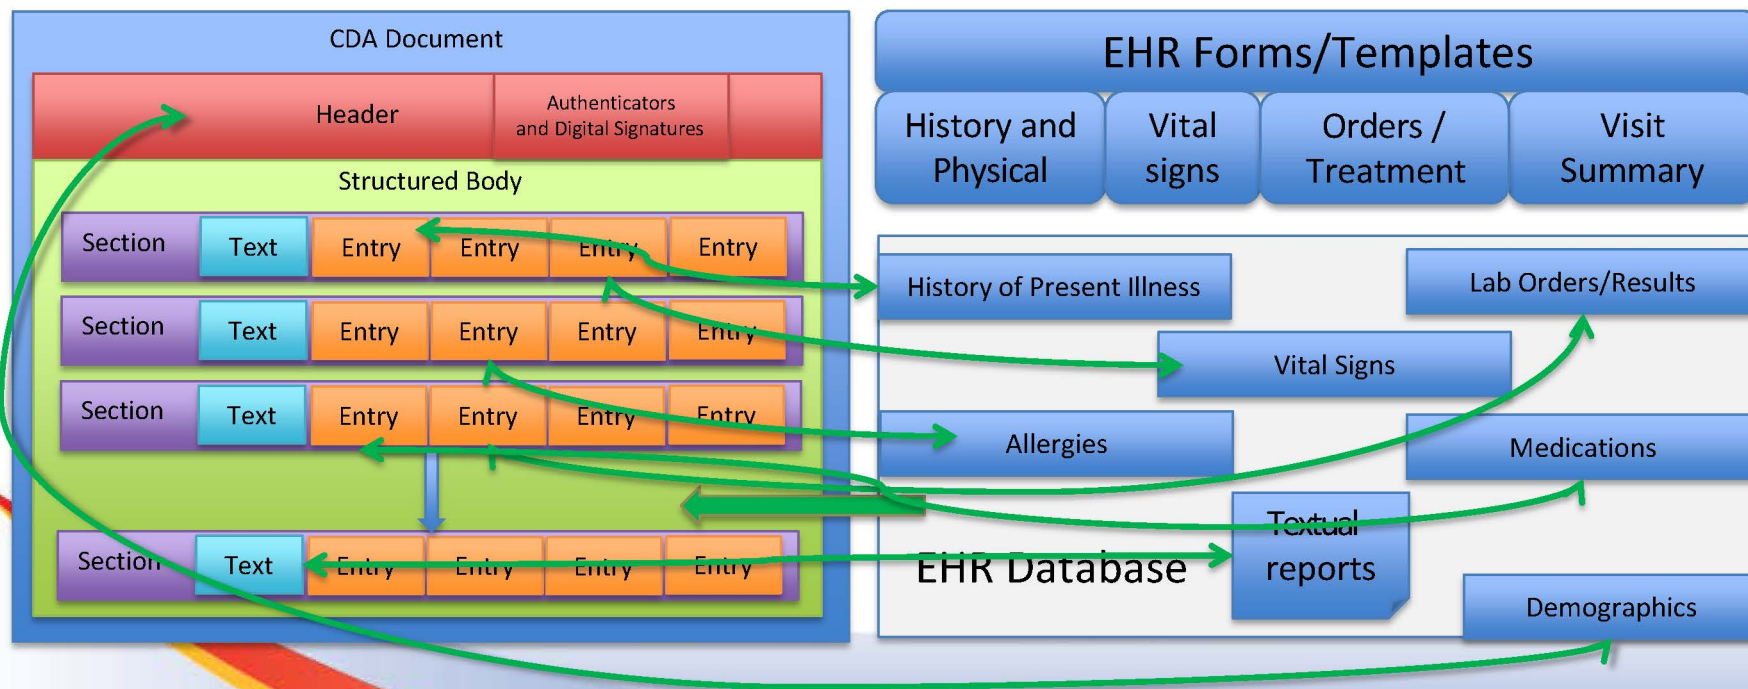 CDA Document
Header
Authenticators
and Digital Signatures
Structured Body
Section Text Entry Entry Entry Entry
Section Text Entry Entry Entry Entry
Section Text Entry Entry Entry Entry
Section Text Entry Entry Entry Entry
EHR Forms/Templates
History and
Physical
Vital
signs
Orders /
Treatment
Visit
Summary
History of Present Illness
Lab Orders/Results
Vital Signs
Allergies
Medications
Textual
reports
EHR Database
Demographics